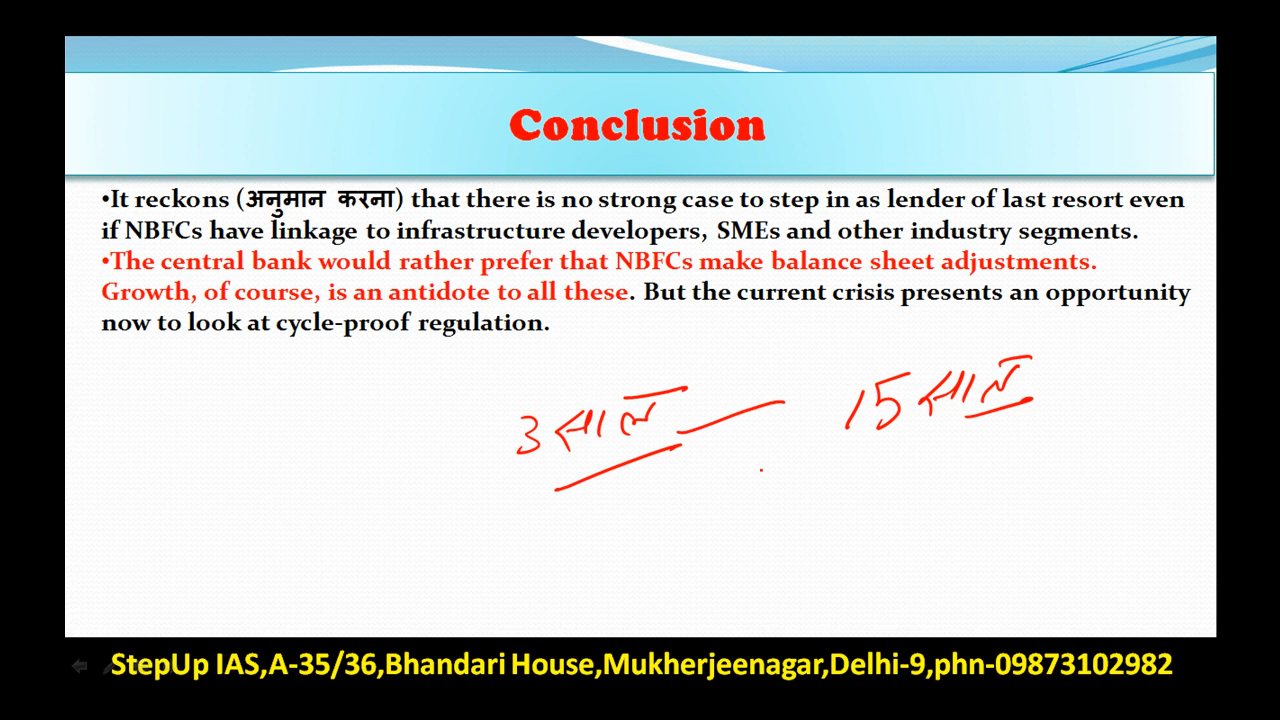 Conclusion
•It reckons (अनुमान करना) that there is no strong case to step in as lender of last resort even
if NBFCs have linkage to infrastructure developers, SMEs and other industry segments.
•The central bank would rather prefer that NBFCs make balance sheet adjustments.
Growth, of course, is an antidote to all these. But the current crisis presents an opportunity
now to look at cycle-proof regulation.
3 साल 15 साल
StepUp IAS,A-35/36,Bhandari House,Mukherjeenagar,Delhi-9,phn-09873102982